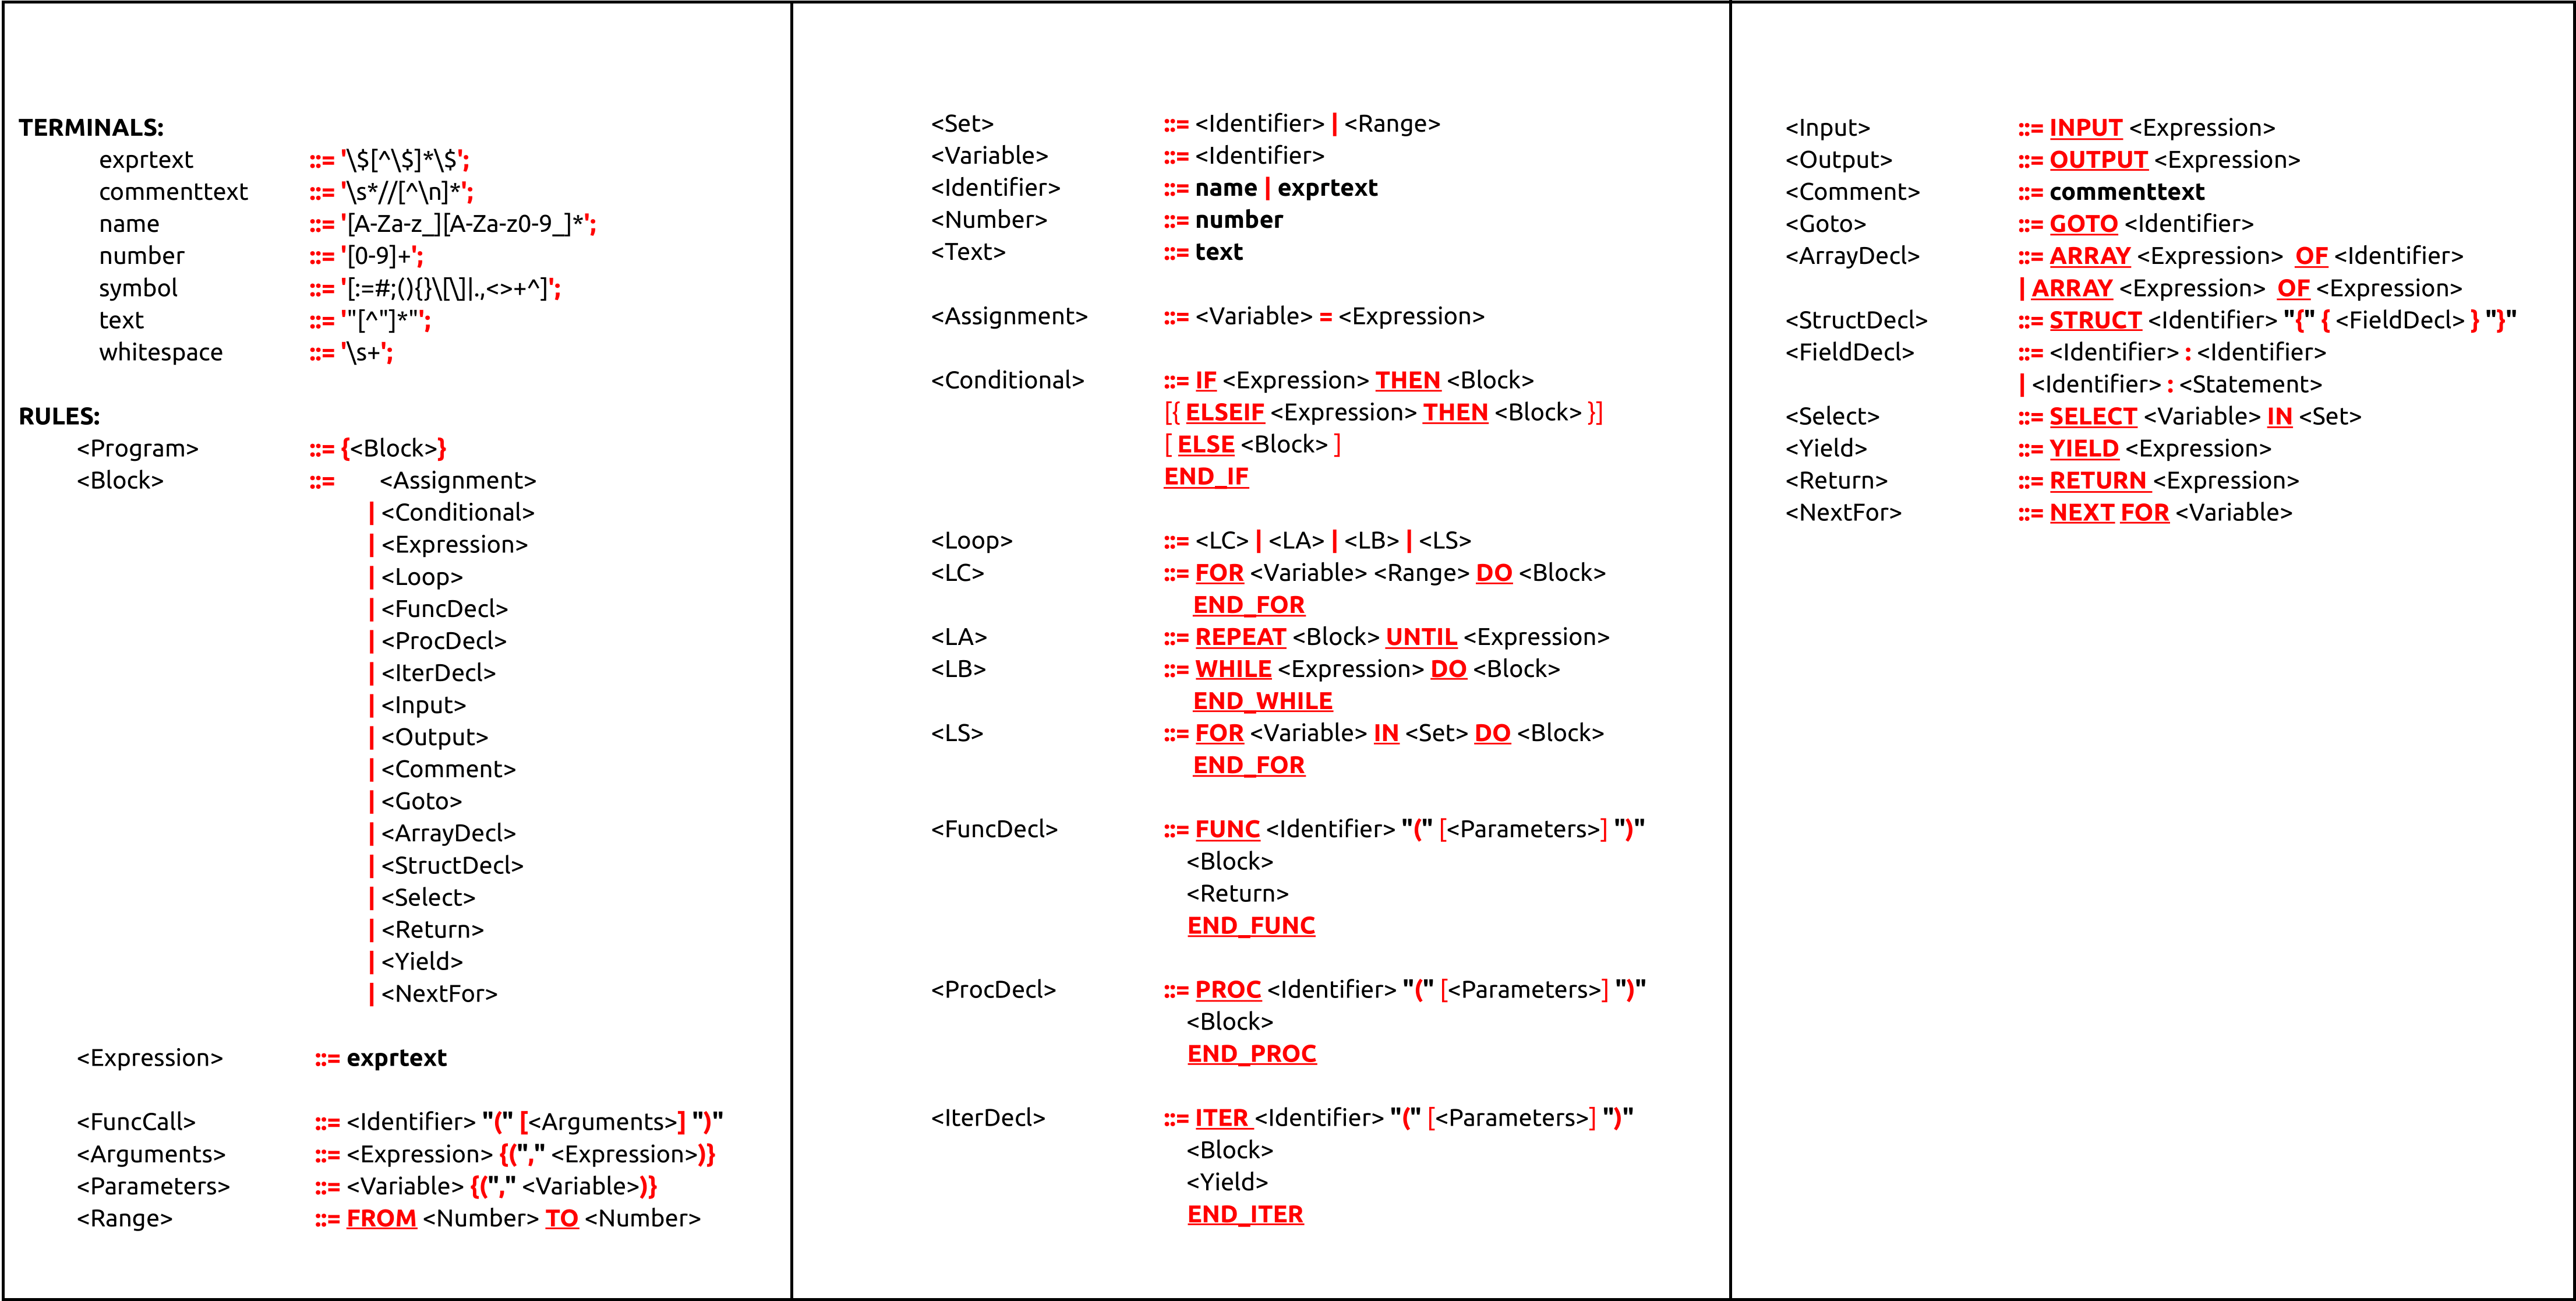 TERMINALS:
exprtext ::= '\$[^\$]*\$';
commenttext ::= '\s*//[^\n]*';
name ::= '[A-Za-z_][A-Za-z0-9_]*';
number ::= '[0-9]+';
symbol ::= '[:=#;(){}\[\]|.,<>+^]';
text ::= '"[^"]*"';
whitespace ::= '\s+';
RULES:
<Program> ::= {<Block>}
<Block> ::= <Assignment>
| <Conditional>
| <Expression>
| <Loop>
| <FuncDecl>
| <ProcDecl>
| <IterDecl>
| <Input>
| <Output>
| <Comment>
| <Goto>
| <ArrayDecl>
| <StructDecl>
| <Select>
| <Return>
| <Yield>
| <NextFor>
<Expression> ::= exprtext
<FuncCall> ::= <Identifier> "(" [<Arguments>] ")"
<Arguments> ::= <Expression> {("," <Expression>)}
<Parameters> ::= <Variable> {("," <Variable>)}
<Range> ::= FROM <Number> TO <Number>
<Set> ::= <Identifier> | <Range>
<Variable> ::= <Identifier>
<Identifier> ::= name | exprtext
<Number> ::= number
<Text> ::= text
<Assignment> ::= <Variable> = <Expression>
<Conditional> ::= IF <Expression> THEN <Block>
[{ ELSEIF <Expression> THEN <Block> }]
[ ELSE <Block> ]
END_IF
<Loop> ::= <LC> | <LA> | <LB> | <LS>
<LC> ::= FOR <Variable> <Range> DO <Block>
END_FOR
<LA> ::= REPEAT <Block> UNTIL <Expression>
<LB> ::= WHILE <Expression> DO <Block>
END_WHILE
<LS> ::= FOR <Variable> IN <Set> DO <Block>
END_FOR
<FuncDecl> ::= FUNC <Identifier> "(" [<Parameters>] ")"
<Block>
<Return>
END_FUNC
<ProcDecl> ::= PROC <Identifier> "(" [<Parameters>] ")"
<Block>
END_PROC
<IterDecl> ::= ITER <Identifier> "(" [<Parameters>] ")"
<Block>
<Yield>
END_ITER
<Input> ::= INPUT <Expression>
<Output> ::= OUTPUT <Expression>
<Comment> ::= commenttext
<Goto> ::= GOTO <Identifier>
<ArrayDecl> ::= ARRAY <Expression> OF <Identifier>
| ARRAY <Expression> OF <Expression>
<StructDecl> ::= STRUCT <Identifier> "{" { <FieldDecl> } "}"
<FieldDecl> ::= <Identifier> : <Identifier>
| <Identifier> : <Statement>
<Select> ::= SELECT <Variable> IN <Set>
<Yield> ::= YIELD <Expression>
<Return> ::= RETURN <Expression>
<NextFor> ::= NEXT FOR <Variable>